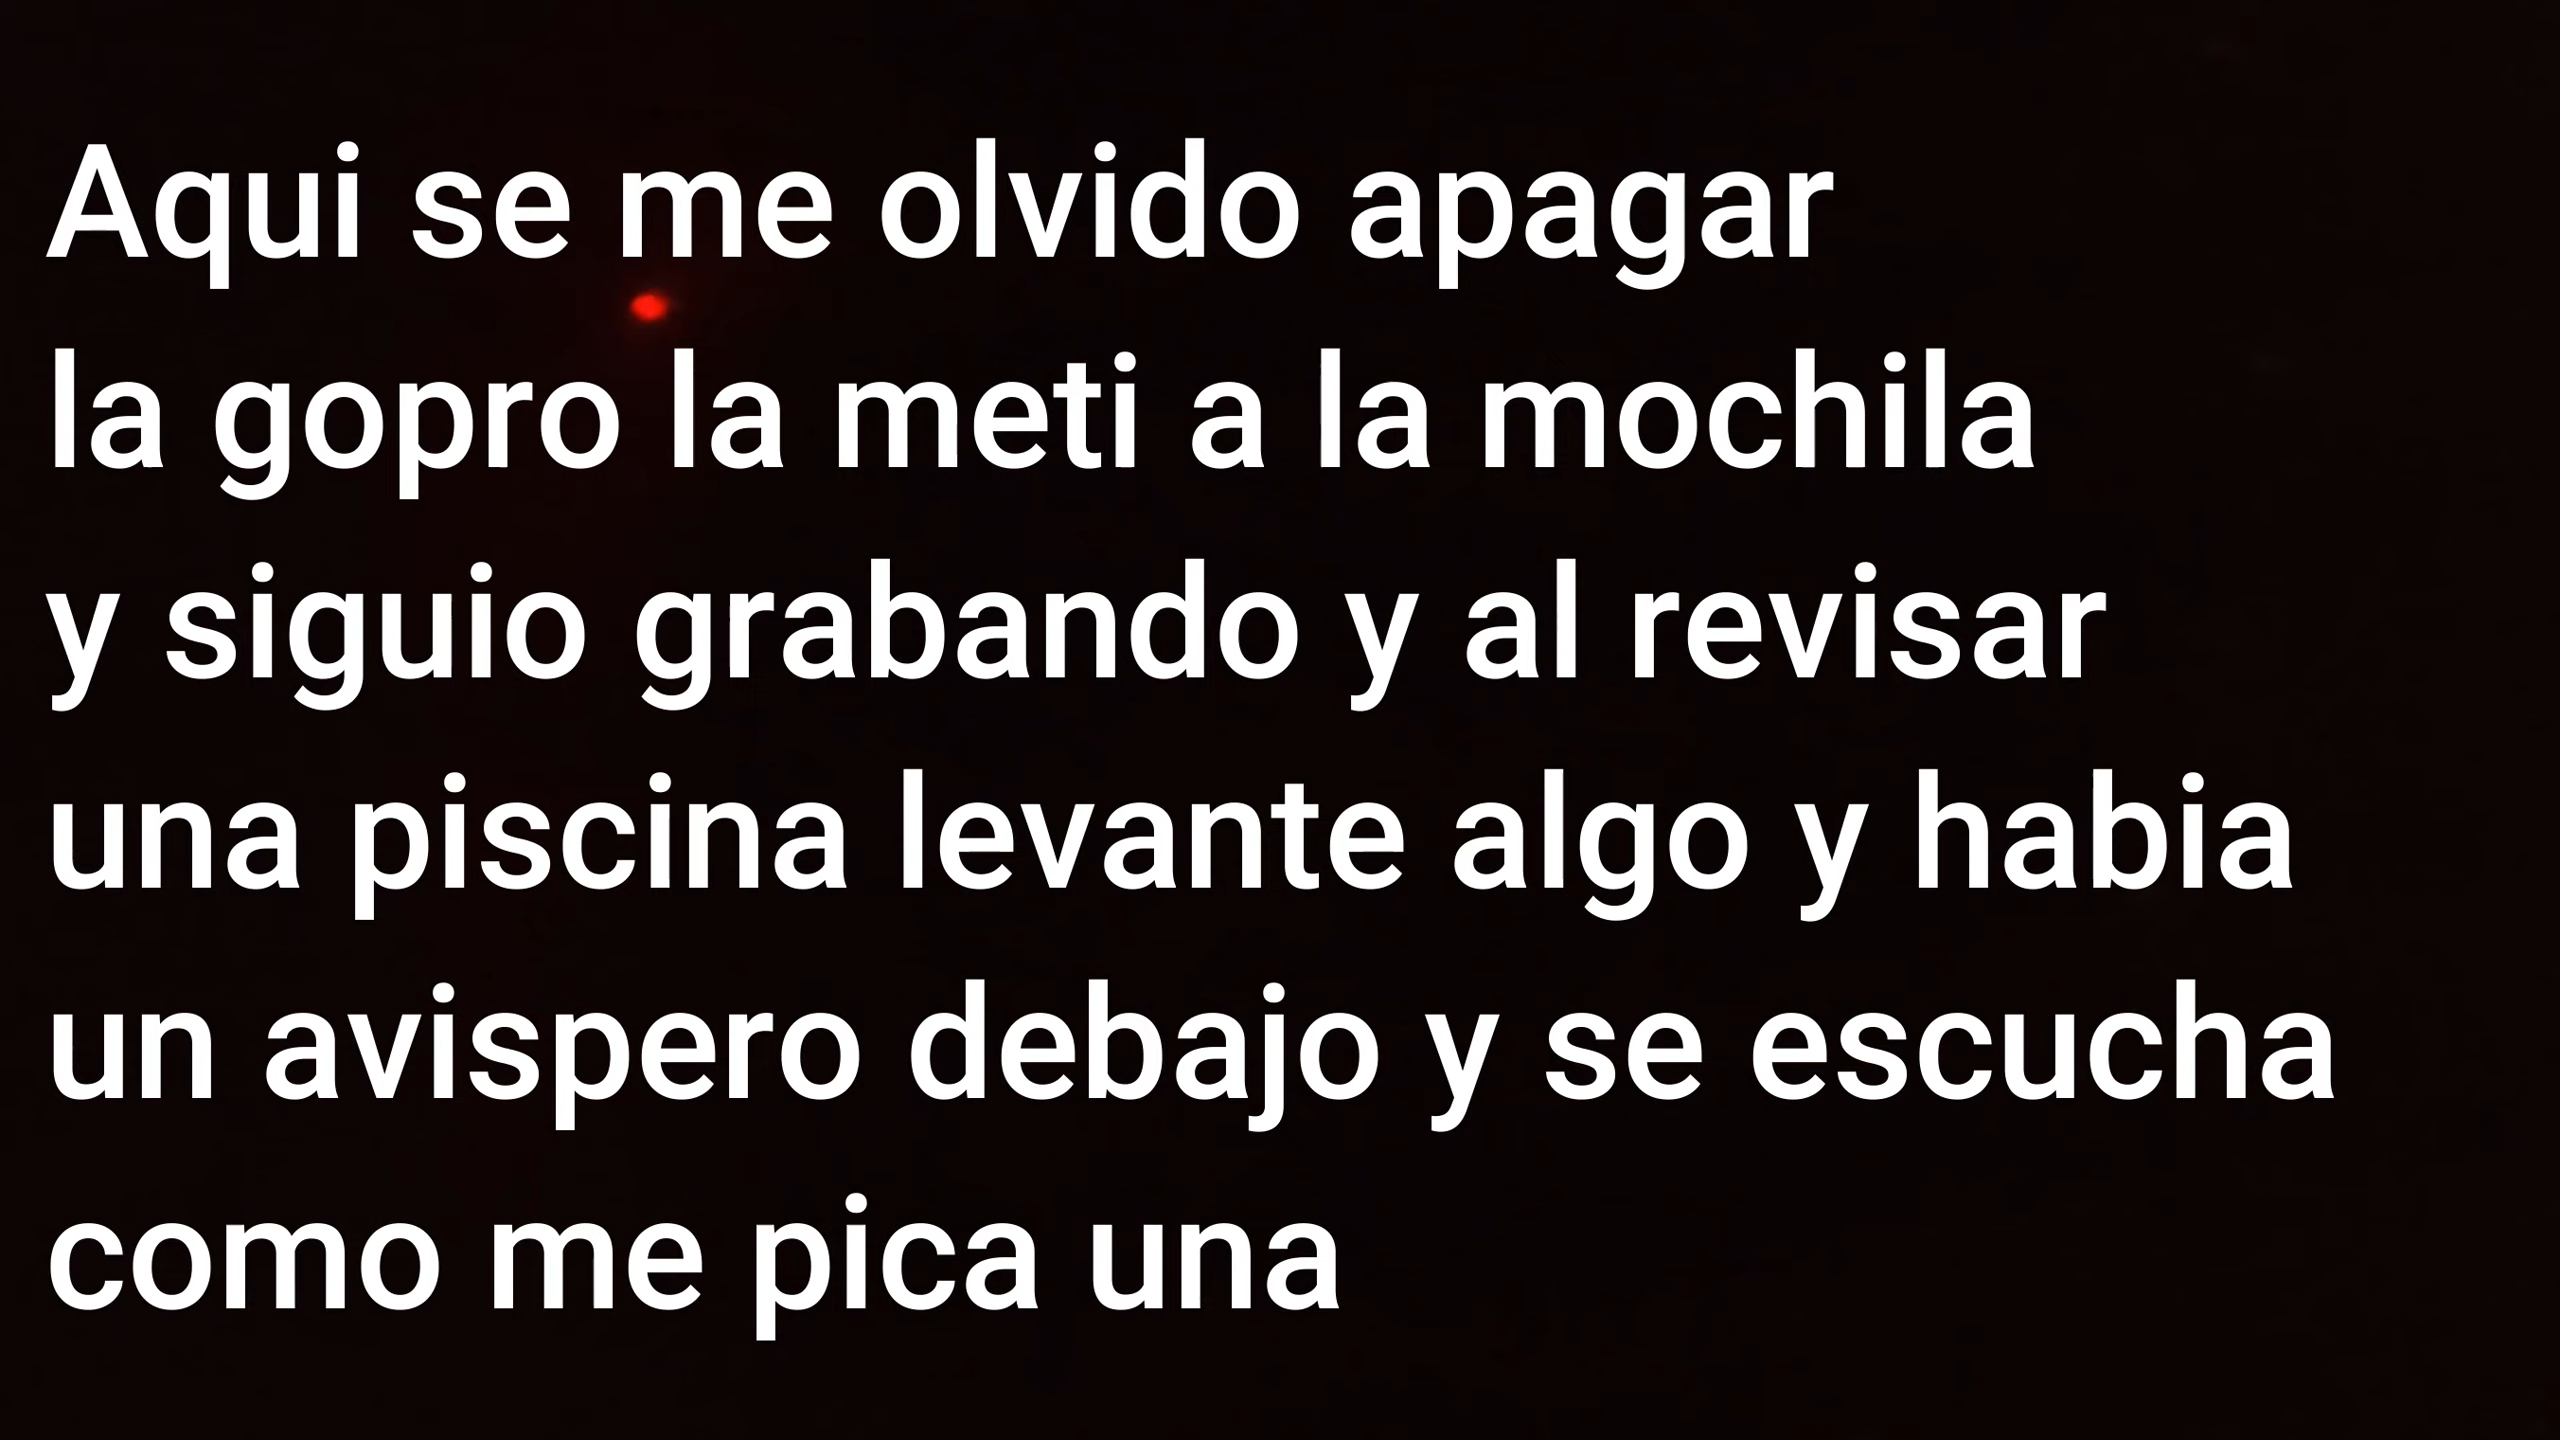 Aqui se me olvido apagar
la gopro la meti a la mochila
y siguio grabando y al revisar
una piscina levante algo y habia
un avispero debajo y se escucha
como me pica una